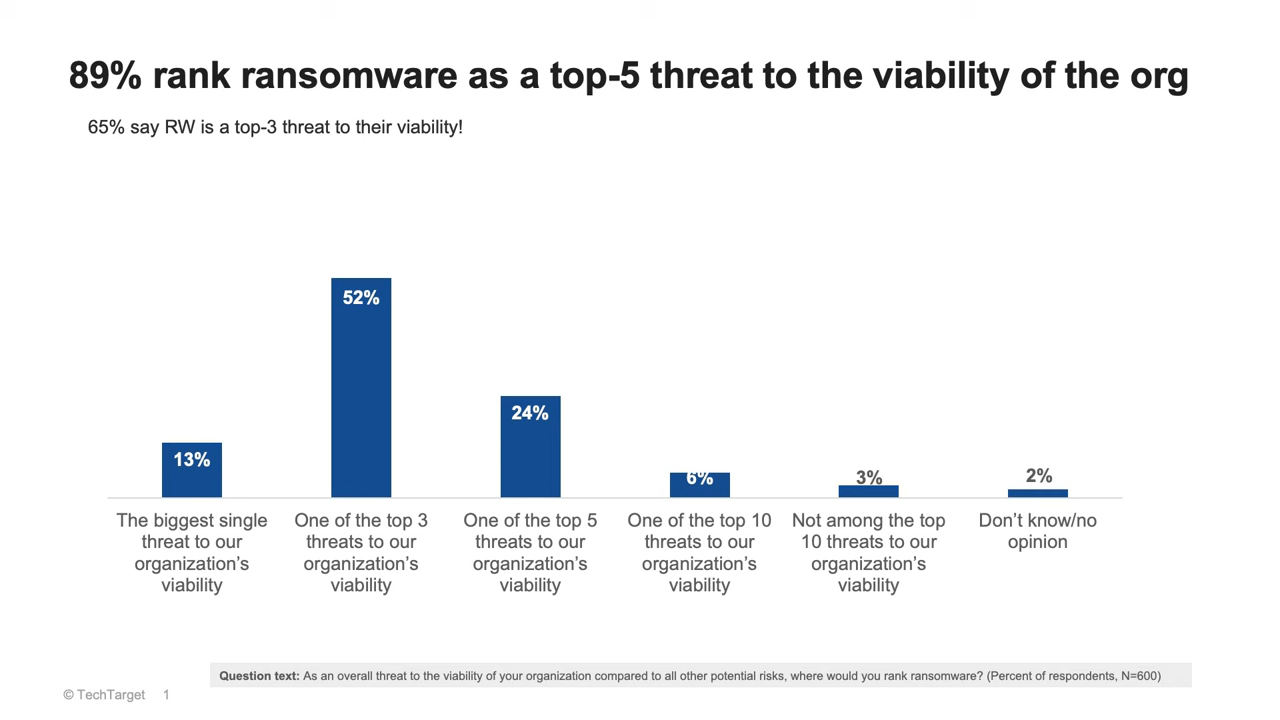 89% rank ransomware as a top-5 threat to the viability of the org
65% say RW is a top-3 threat to their viability!
13%
52%
24%
6%
3%
2%
The biggest single
threat to our
organization’s
viability
One of the top 3
threats to our
organization’s
viability
One of the top 5
threats to our
organization’s
viability
One of the top 10
threats to our
organization’s
viability
Not among the top
10 threats to our
organization’s
viability
Don’t know/no
opinion
Question text: As an overall threat to the viability of your organization compared to all other potential risks, where would you rank ransomware? (Percent of respondents, N=600)
© TechTarget 1